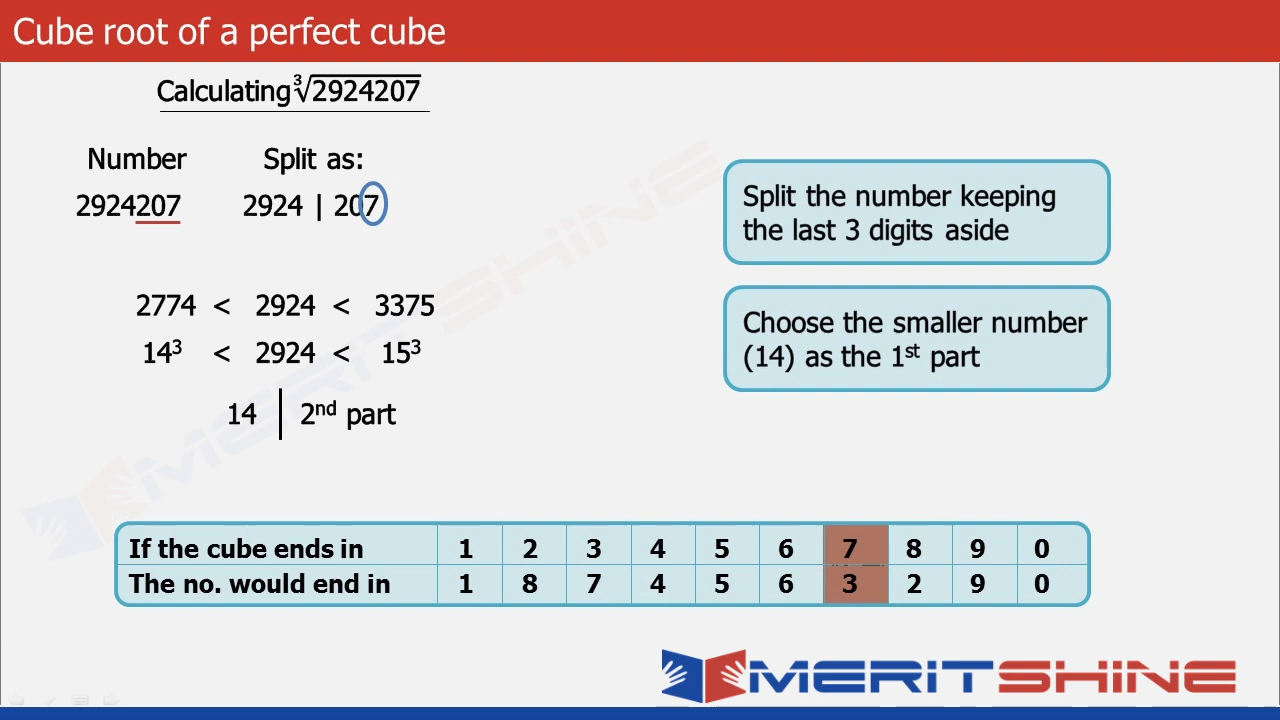 Cube root of a perfect cube
Calculating ³√2924207
Number Split as:
2924207 2924 | 207
Split the number keeping
the last 3 digits aside
2774 < 2924 < 3375
14³ < 2924 < 15³
14 | 2nd part
Choose the smaller number
(14) as the 1st part
If the cube ends in 1 2 3 4 5 6 7 8 9 0
The no. would end in 1 8 7 4 5 6 3 2 9 0
MERITSHINE
MERITSHINE